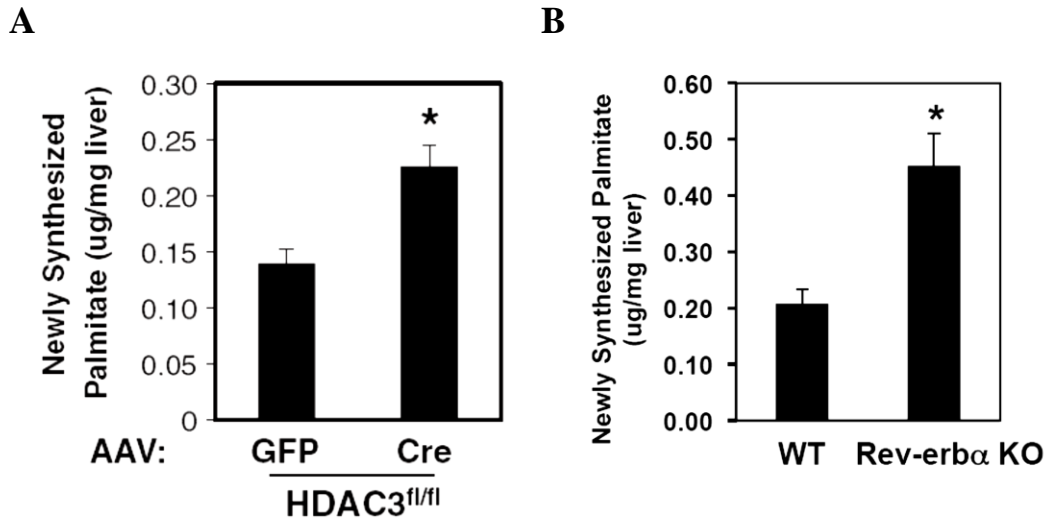 A
Newly Synthesized
Palmitate (ug/mg liver)
0.30
0.25
0.20
0.15
0.10
0.05
0
*
AAV:
GFP
Cre
HDAC3fl/fl
B
Newly Synthesized Palmitate
(ug/mg liver)
0.60
0.50
0.40
0.30
0.20
0.10
0.00
*
WT
Rev-erbα KO